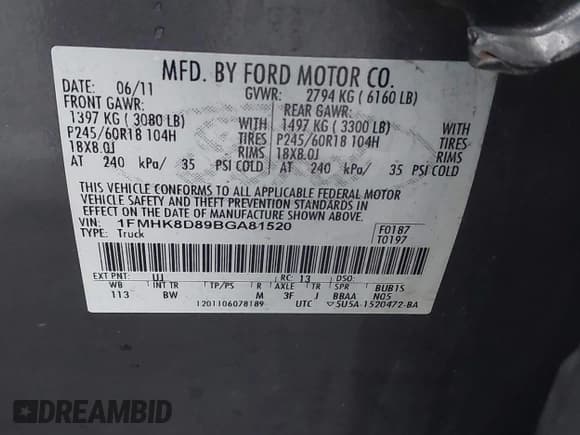 MFD. BY FORD MOTOR CO.
DATE: 06/11 GVWR: 2794 KG ( 6160 LB)
FRONT GAWR: REAR GAWR:
1397 KG ( 3080 LB) WITH 1497 KG ( 3300 LB) WITH
P245/60R18 104H TIRES P245/60R18 104H TIRES
18X8.0J RIMS 18X8.0J RIMS
AT 240 kPa/ 35 PSI COLD AT 240 kPa/ 35 PSI COLD
THIS VEHICLE CONFORMS TO ALL APPLICABLE FEDERAL MOTOR
VEHICLE SAFETY AND THEFT PREVENTION STANDARDS IN
EFFECT ON THE DATE OF MANUFACTURE SHOWN ABOVE.
VIN: 1FMHK8D89BGA81520 F0187
TYPE: Truck T0197
EXT PNT: UJ RC: 13 DSO:
WB INT TR TP/PS R AXLE TR SPR BUB1S
113 BW M 3F J BBAA N05
1201106078189 UTC 5U5A-1520472-BA
DREAMBID